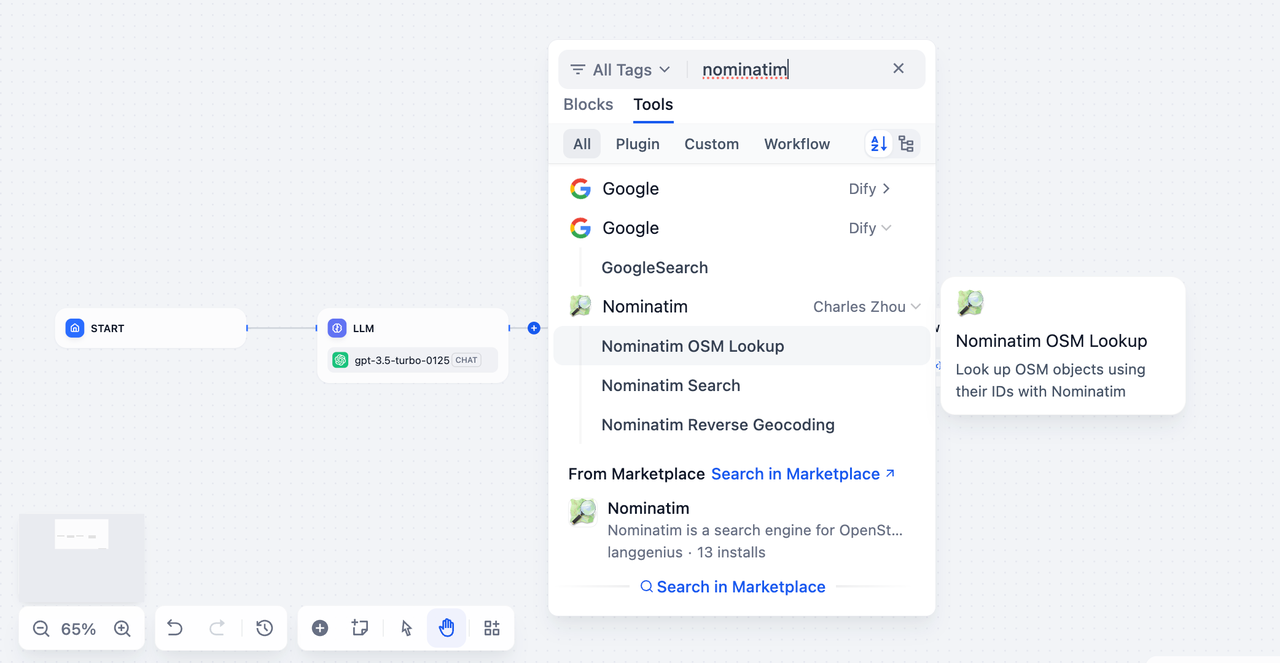 All Tags
nominatim
Blocks Tools
All Plugin Custom Workflow
Google Dify
Google Dify
GoogleSearch
Nominatim Charles Zhou
Nominatim OSM Lookup
Nominatim Search
Nominatim Reverse Geocoding
From Marketplace Search in Marketplace
Nominatim
Nominatim is a search engine for OpenSt...
langgenius · 13 installs
Search in Marketplace
START
LLM
gpt-3.5-turbo-0125 CHAT
Nominatim OSM Lookup
Look up OSM objects using
their IDs with Nominatim
65%